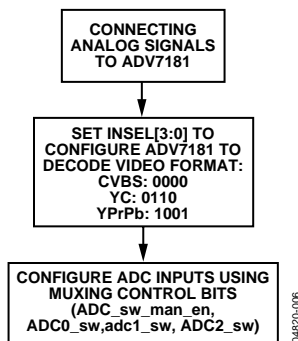 CONNECTING
ANALOG SIGNALS
TO ADV7181
SET INSEL[3:0] TO
CONFIGURE ADV7181 TO
DECODE VIDEO FORMAT:
CVBS: 0000
YC: 0110
YPrPb: 1001
CONFIGURE ADC INPUTS USING
MUXING CONTROL BITS
(ADC_sw_man_en,
ADC0_sw,adc1_sw, ADC2_sw)
04820-006